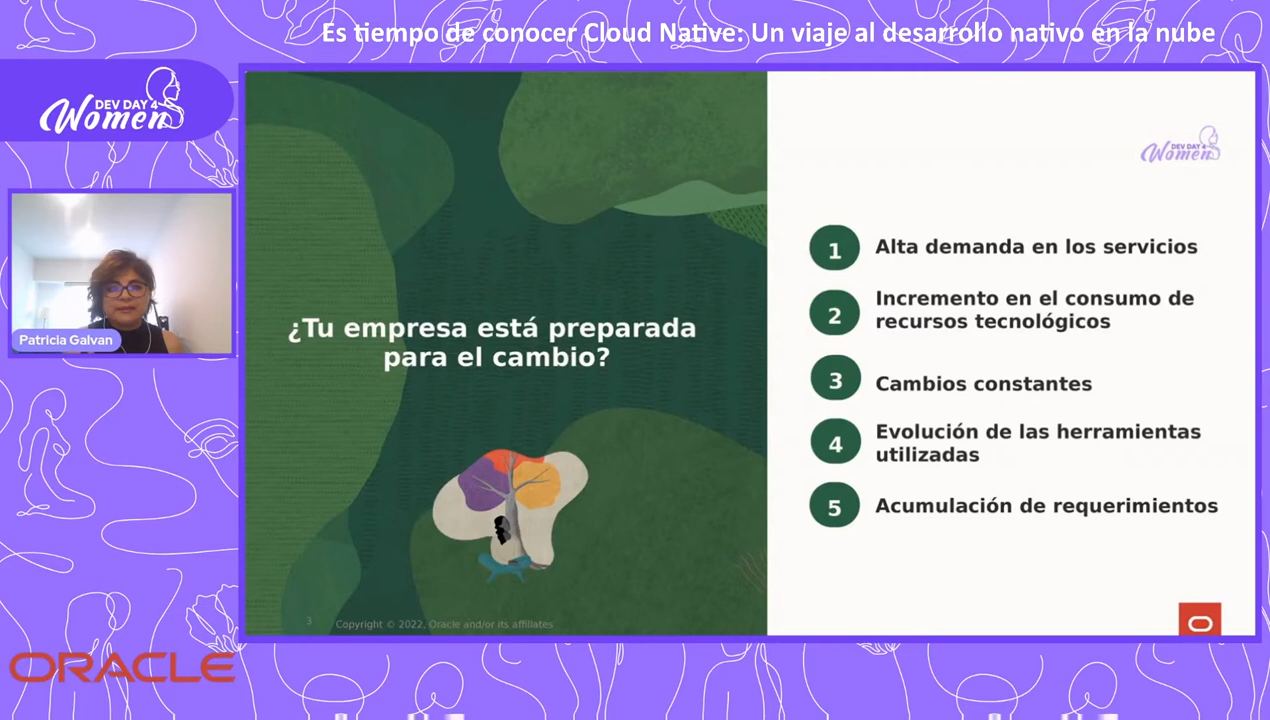 Es tiempo de conocer Cloud Native: Un viaje al desarrollo nativo en la nube
DEV DAY 4
Women
Patricia Galvan
ORACLE
¿Tu empresa está preparada
para el cambio?
3
Copyright © 2022, Oracle and/or its affiliates
DEV DAY 4
Women
1
Alta demanda en los servicios
2
Incremento en el consumo de
recursos tecnológicos
3
Cambios constantes
4
Evolución de las herramientas
utilizadas
5
Acumulación de requerimientos